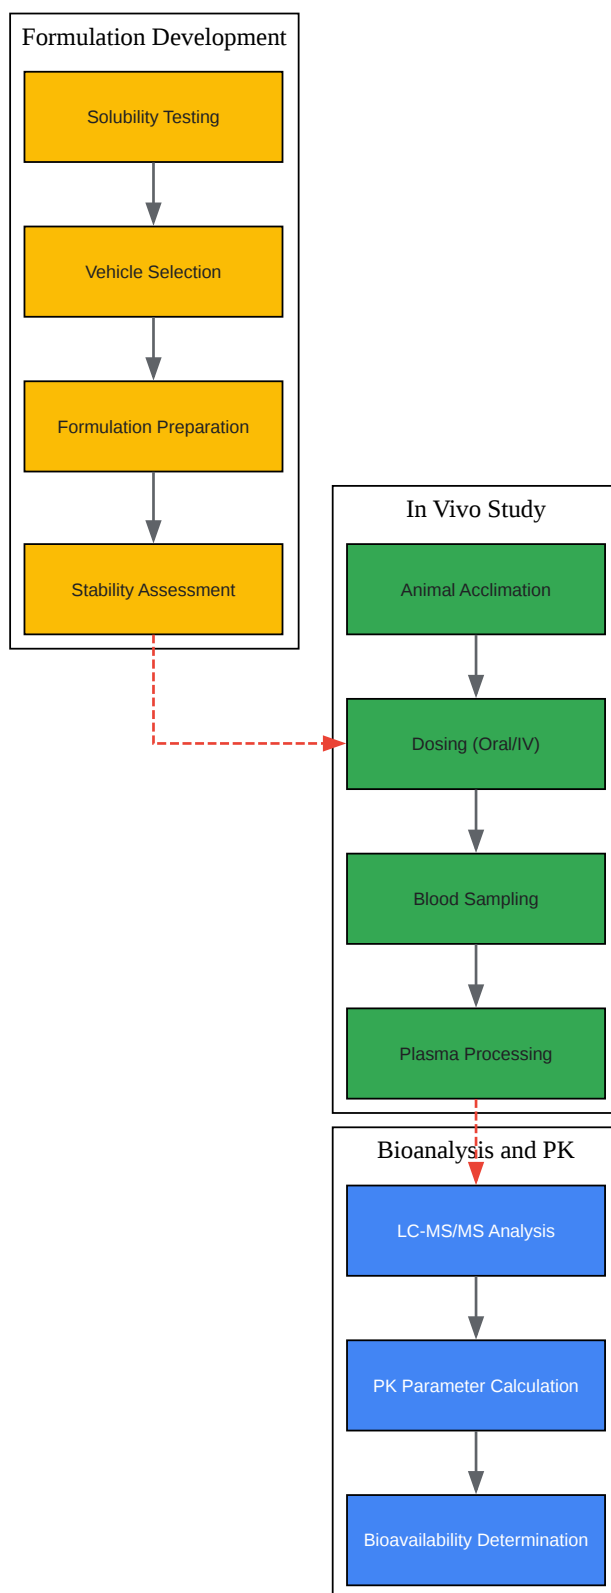 Formulation Development
Solubility Testing
Vehicle Selection
Formulation Preparation
Stability Assessment
In Vivo Study
Animal Acclimation
Dosing (Oral/IV)
Blood Sampling
Plasma Processing
Bioanalysis and PK
LC-MS/MS Analysis
PK Parameter Calculation
Bioavailability Determination